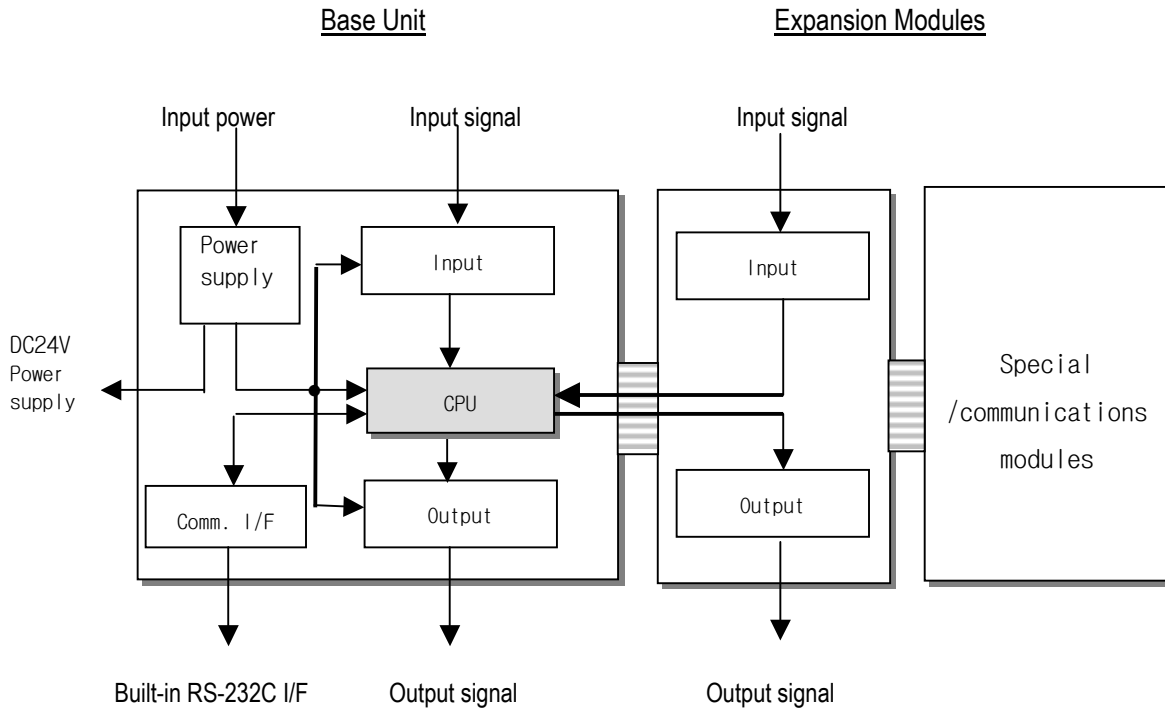 Base Unit
Expansion Modules
Input power
Input signal
Input signal
Power
supply
Input
Input
DC24V
Power
supply
CPU
Special
/communications
modules
Comm. I/F
Output
Output
Built-in RS-232C I/F
Output signal
Output signal